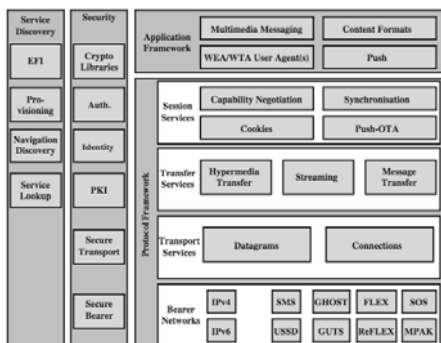 Service
Discovery
EFI
Pro-
visioning
Navigation
Discovery
Service
Lookup
Security
Crypto
Libraries
Auth.
Identity
PKI
Secure
Transport
Secure
Bearer
Application
Framework
Multimedia Messaging
Content Formats
WEA/WTA User Agent(s)
Push
Protocol Framework
Session
Services
Capability Negotiation
Synchronisation
Cookies
Push-OTA
Transfer
Services
Hypermedia
Transfer
Streaming
Message
Transfer
Transport
Services
Datagrams
Connections
Bearer
Networks
IPv4
SMS
GHOST
FLEX
SOS
IPv6
USSD
GUTS
ReFLEX
MPAK